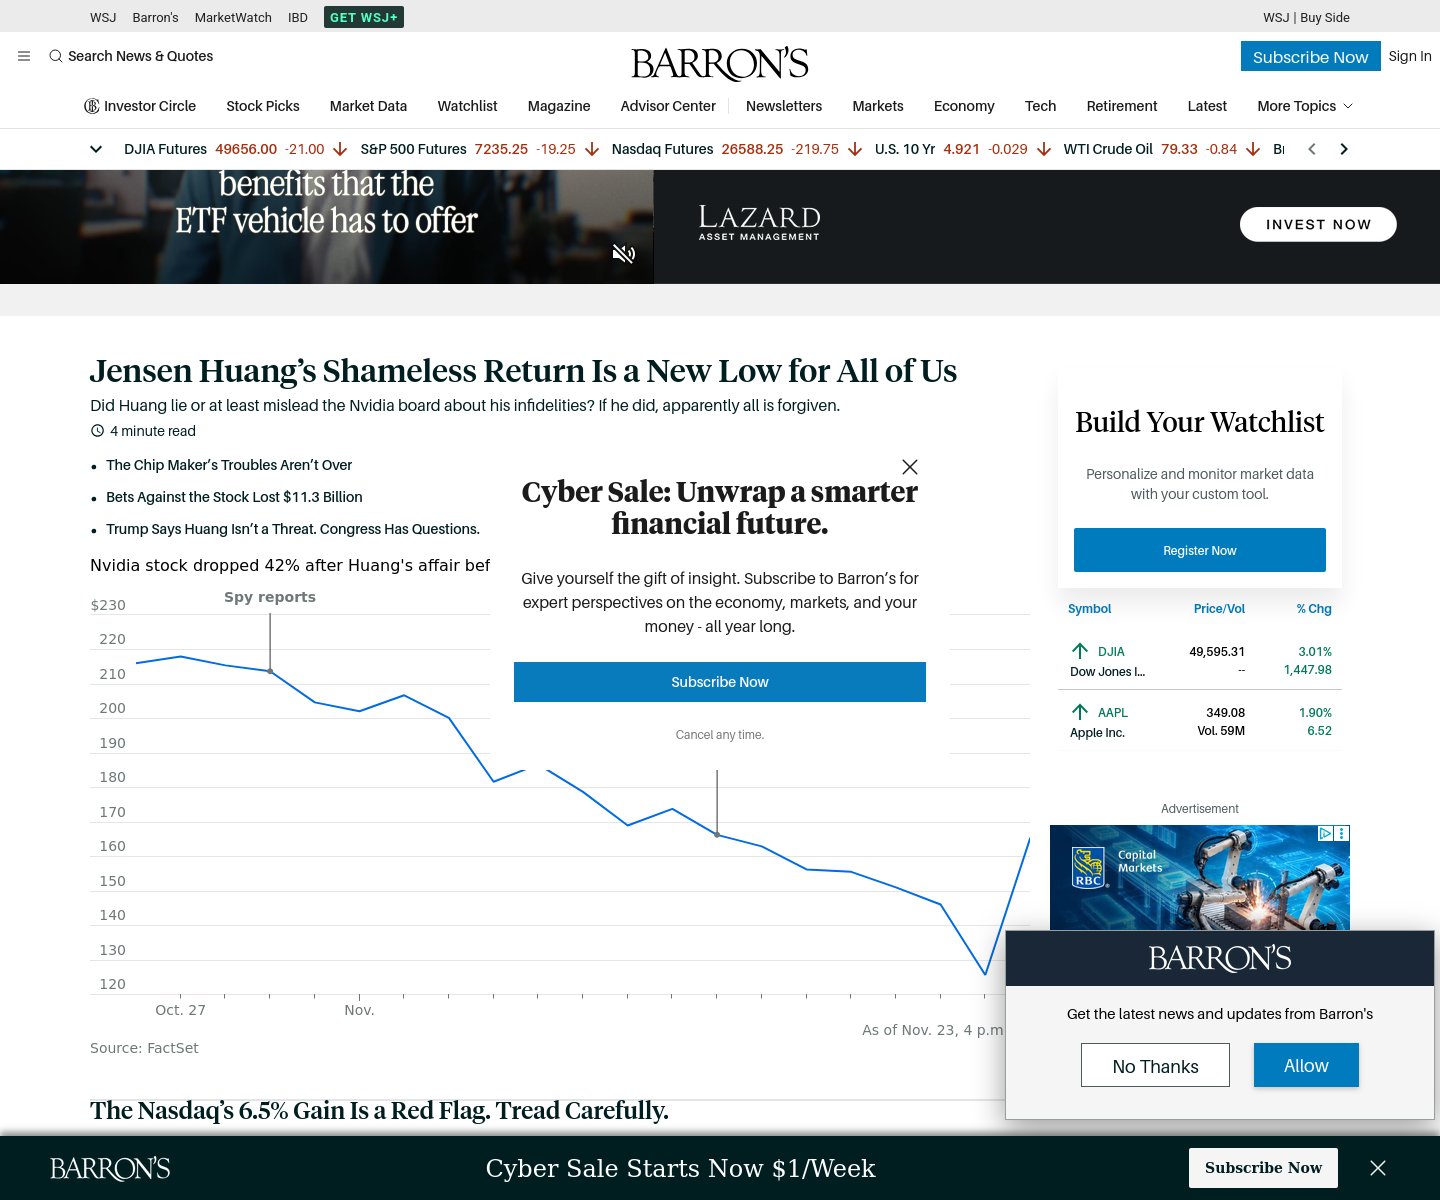 WSJ Barron's MarketWatch IBD GET WSJ+ WSJ | Buy Side
Search News & Quotes BARRON'S Subscribe Now Sign In
Investor Circle Stock Picks Market Data Watchlist Magazine Advisor Center Newsletters Markets Economy Tech Retirement Latest More Topics
DJIA Futures 49656.00 -21.00 S&P 500 Futures 7235.25 -19.25 Nasdaq Futures 26588.25 -219.75 U.S. 10 Yr 4.921 -0.029 WTI Crude Oil 79.33 -0.84
benefits that the
ETF vehicle has to offer
LAZARD
ASSET MANAGEMENT
INVEST NOW
Jensen Huang’s Shameless Return Is a New Low for All of Us
Did Huang lie or at least mislead the Nvidia board about his infidelities? If he did, apparently all is forgiven.
4 minute read
• The Chip Maker’s Troubles Aren’t Over
• Bets Against the Stock Lost $11.3 Billion
• Trump Says Huang Isn’t a Threat. Congress Has Questions.
Nvidia stock dropped 42% after Huang's affair bef
Spy reports
$230
220
210
200
190
180
170
160
150
140
130
120
Oct. 27 Nov.
As of Nov. 23, 4 p.m
Source: FactSet
Cyber Sale: Unwrap a smarter
financial future.
Give yourself the gift of insight. Subscribe to Barron’s for
expert perspectives on the economy, markets, and your
money - all year long.
Subscribe Now
Cancel any time.
Build Your Watchlist
Personalize and monitor market data
with your custom tool.
Register Now
Symbol Price/Vol % Chg
DJIA 49,595.31 3.01%
Dow Jones I... -- 1,447.98
AAPL 349.08 1.90%
Apple Inc. Vol. 59M 6.52
Advertisement
RBC
Capital
Markets
The Nasdaq’s 6.5% Gain Is a Red Flag. Tread Carefully.
BARRON'S
Get the latest news and updates from Barron's
No Thanks Allow
BARRON'S Cyber Sale Starts Now $1/Week Subscribe Now